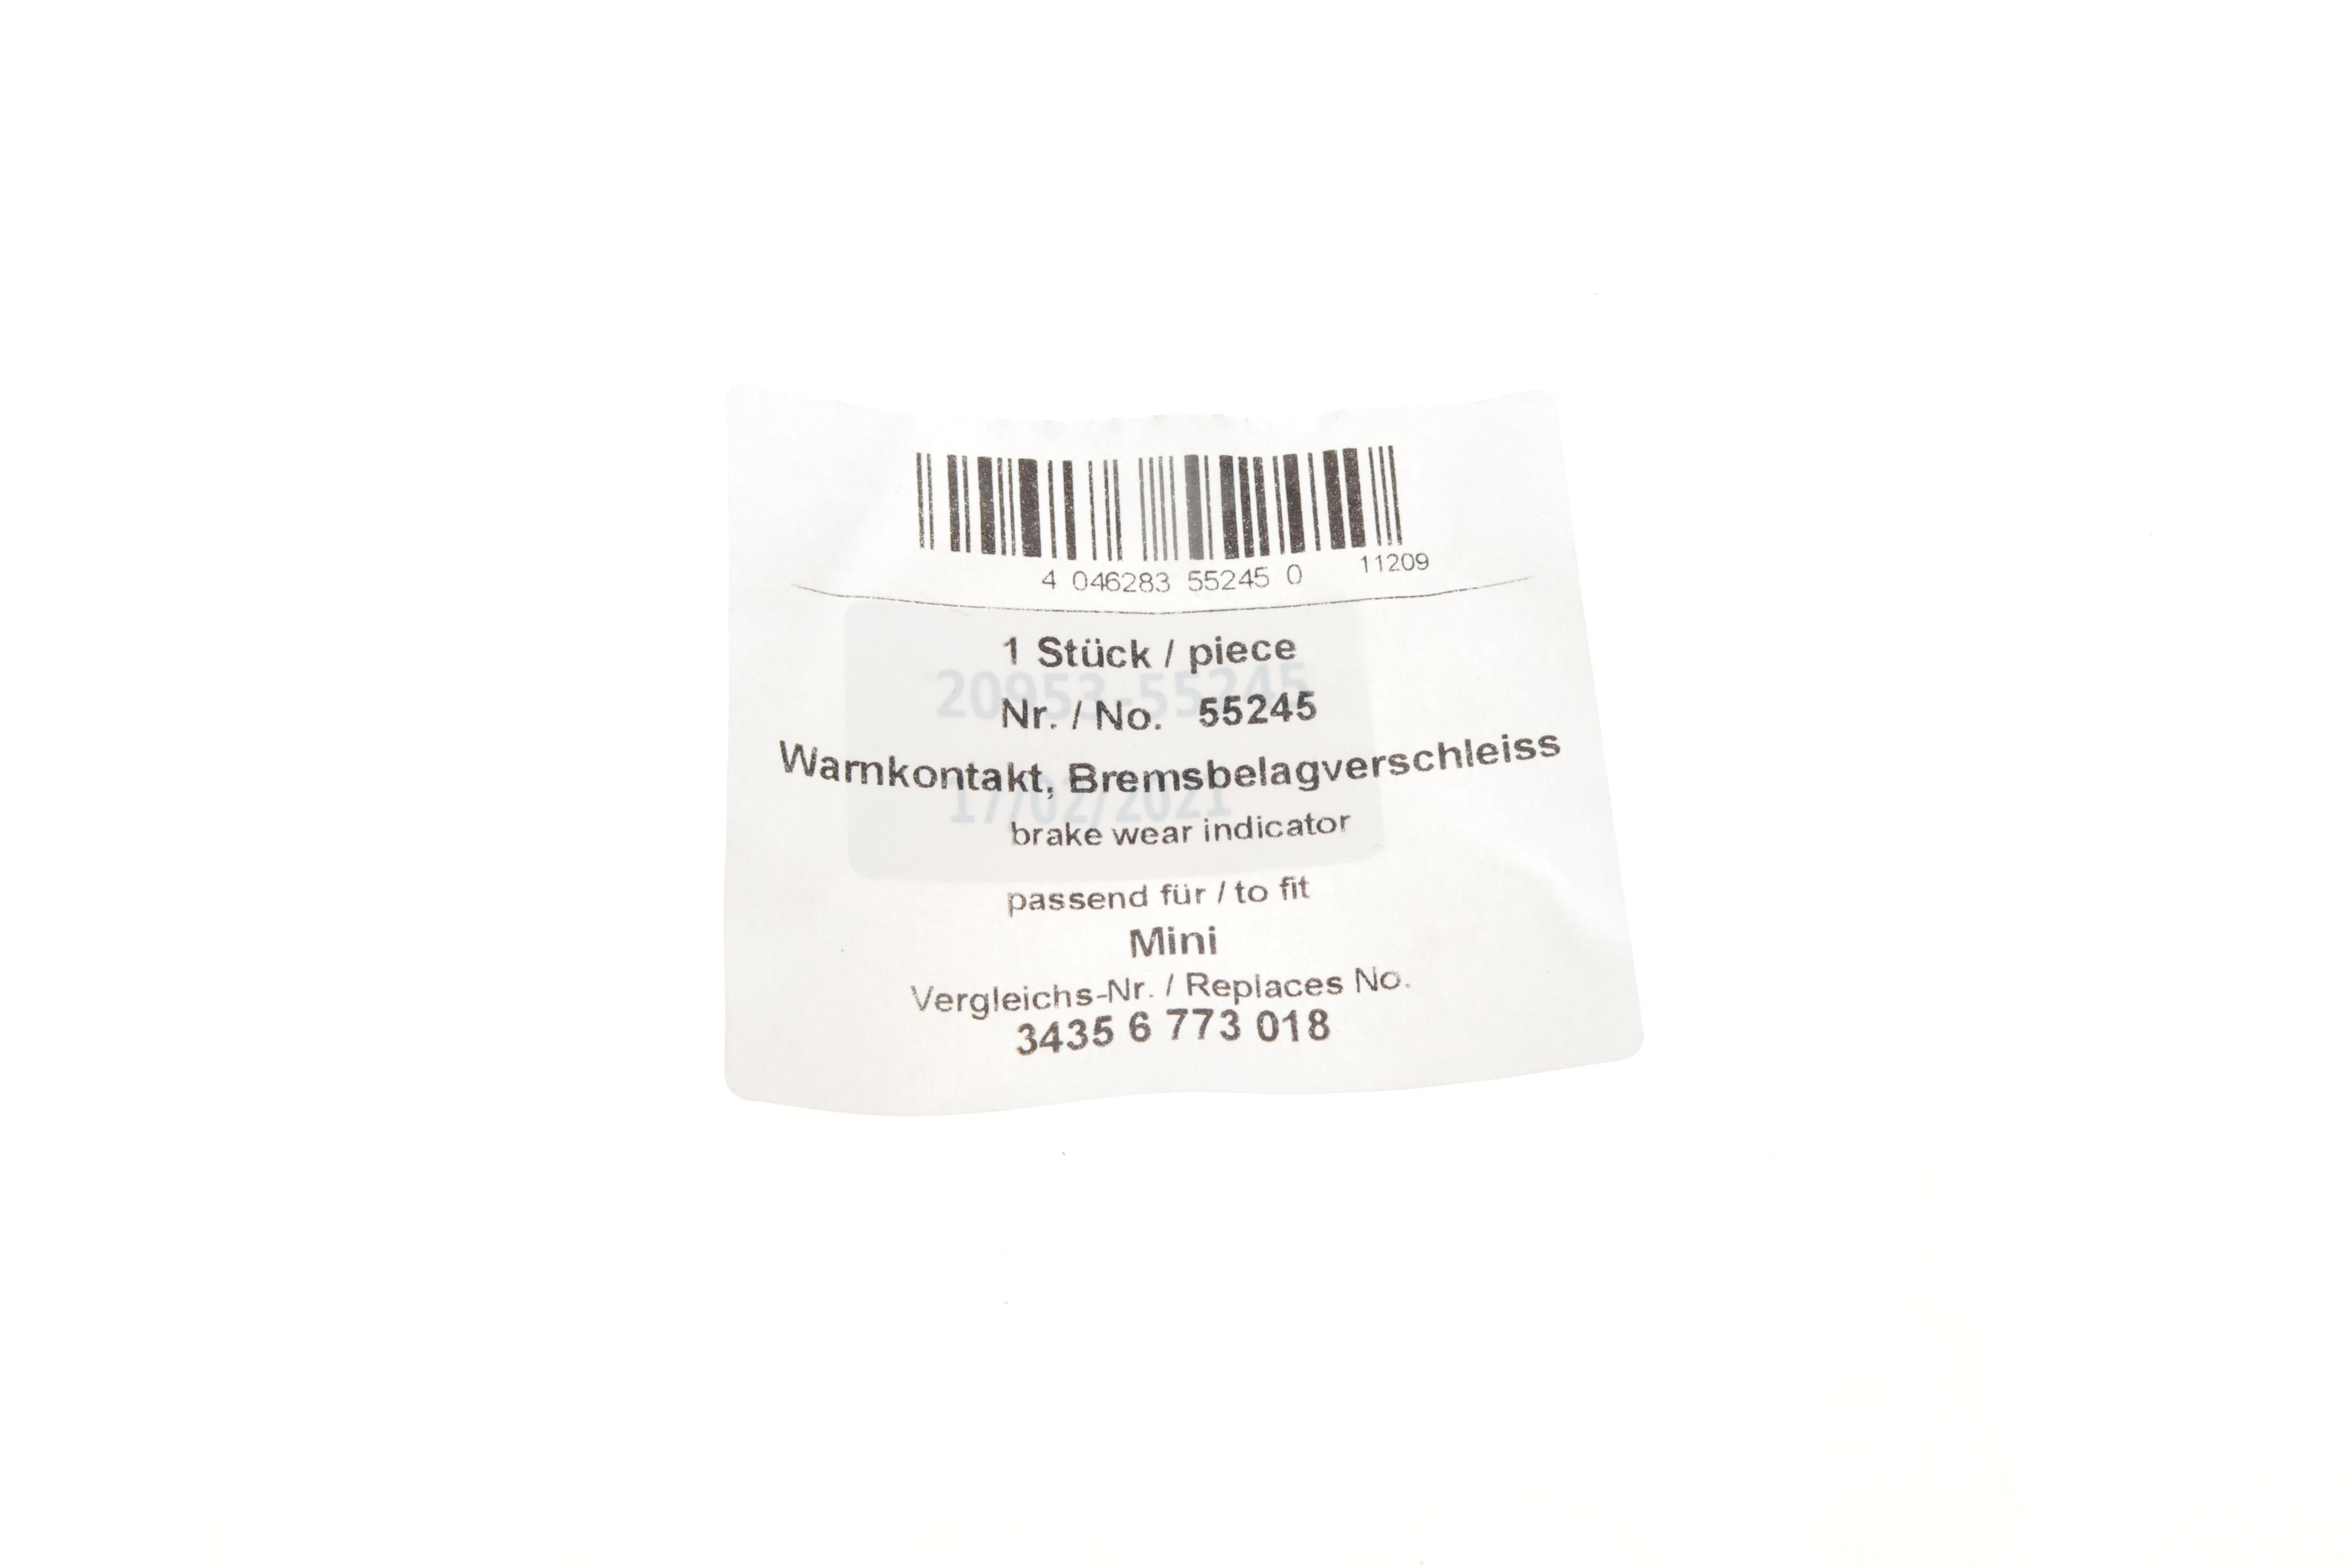 4 046283 55245 0 11209
1 Stück / piece
20953-55245
Nr. / No. 55245
Warnkontakt, Bremsbelagverschleiss
17/02/2021
brake wear indicator
passend für / to fit
Mini
Vergleichs-Nr. / Replaces No.
3435 6 773 018